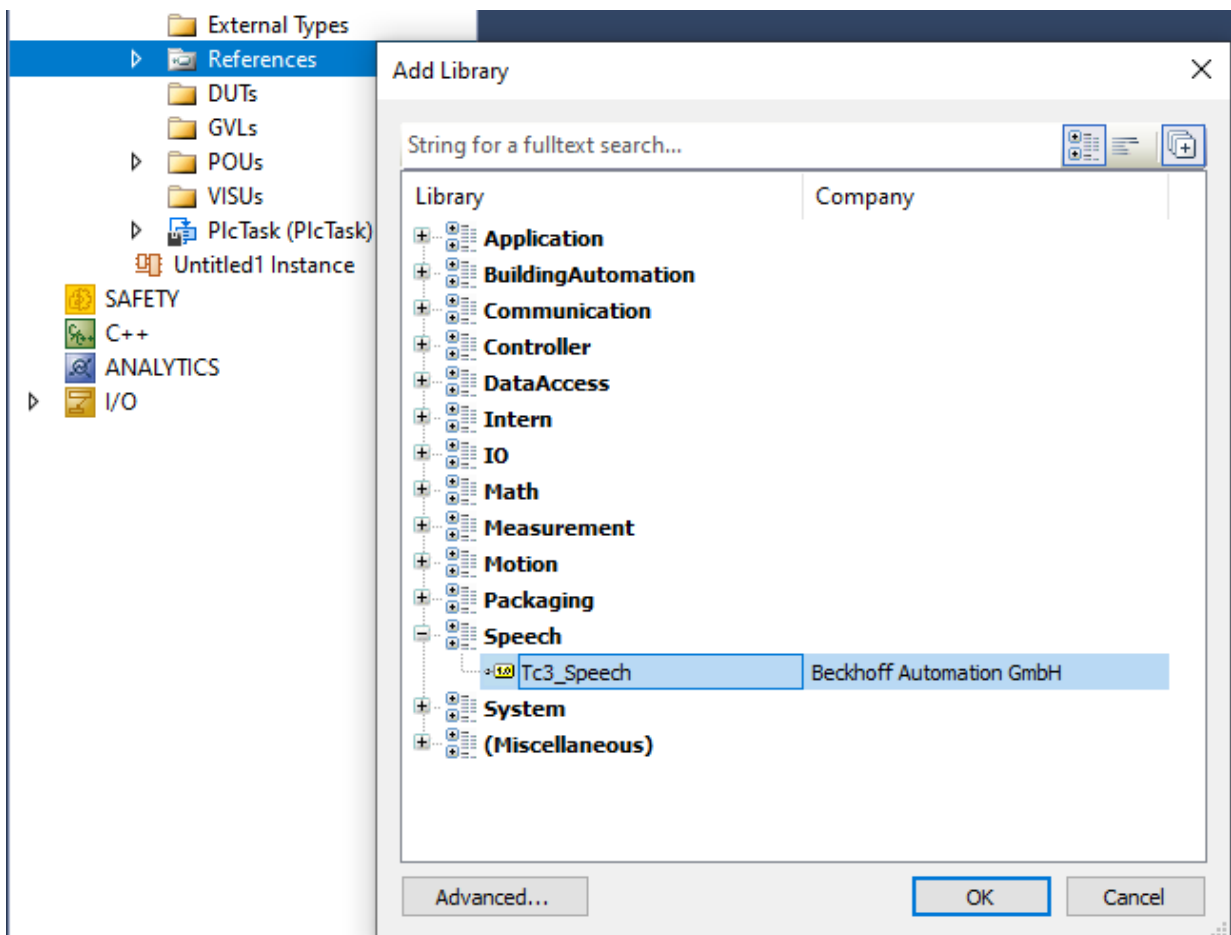 External Types
References
DUTs
GVLs
POUs
VISUs
PlcTask (PlcTask)
Untitled1 Instance
SAFETY
C++
ANALYTICS
I/O
Add Library
String for a fulltext search...
Library Company
Application
BuildingAutomation
Communication
Controller
DataAccess
Intern
IO
Math
Measurement
Motion
Packaging
Speech
Tc3_Speech Beckhoff Automation GmbH
System
(Miscellaneous)
Advanced... OK Cancel